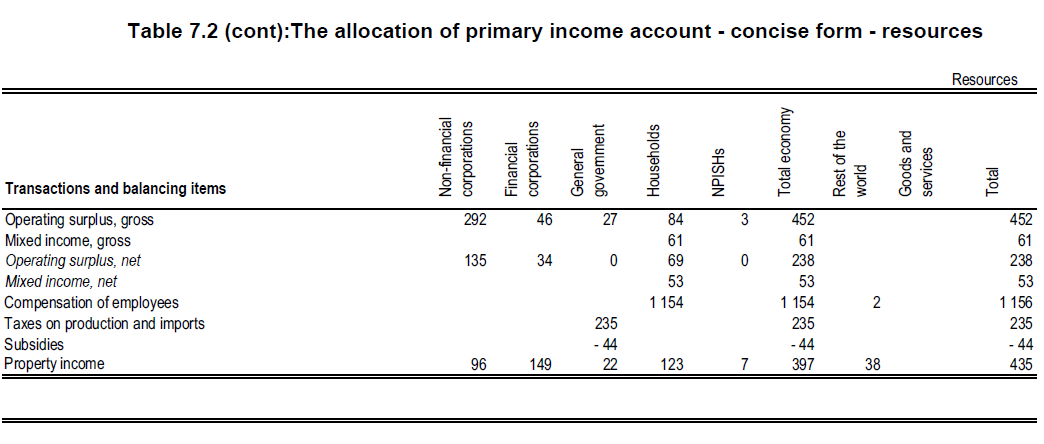 Table 7.2 (cont):The allocation of primary income account - concise form - resources
Resources
Transactions and balancing items Non-financial corporations Financial corporations General government Households NPISHs Total economy Rest of the world Goods and services Total
Operating surplus, gross 292 46 27 84 3 452 452
Mixed income, gross 61 61 61
Operating surplus, net 135 34 0 69 0 238 238
Mixed income, net 53 53 53
Compensation of employees 1 154 1 154 2 1 156
Taxes on production and imports 235 235 235
Subsidies - 44 - 44 - 44
Property income 96 149 22 123 7 397 38 435